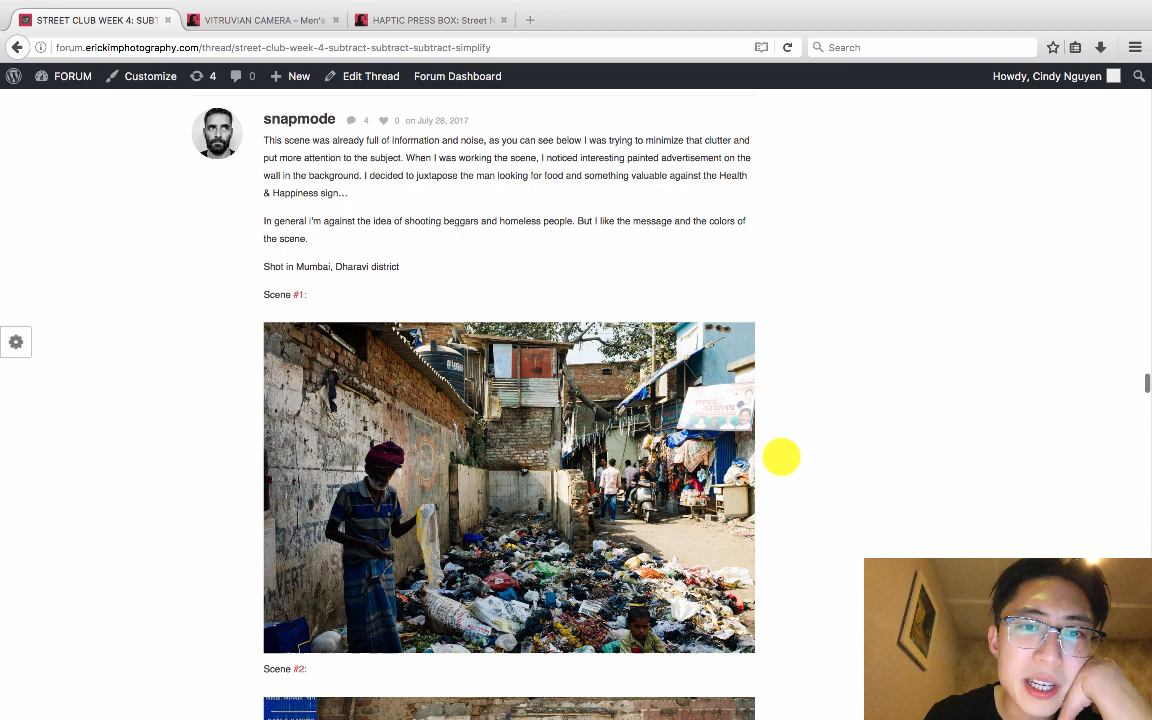 STREET CLUB WEEK 4: SUBT
VITRUVIAN CAMERA – Men's
HAPTIC PRESS BOX: Street N
forum.erickimphotography.com/thread/street-club-week-4-subtract-subtract-subtract-simplify
Search
FORUM
Customize
4
0
New
Edit Thread
Forum Dashboard
Howdy, Cindy Nguyen
snapmode
4
0
on July 28, 2017
This scene was already full of information and noise, as you can see below I was trying to minimize that clutter and
put more attention to the subject. When I was working the scene, I noticed interesting painted advertisement on the
wall in the background. I decided to juxtapose the man looking for food and something valuable against the Health
& Happiness sign…
In general i'm against the idea of shooting beggars and homeless people. But I like the message and the colors of
the scene.
Shot in Mumbai, Dharavi district
Scene #1:
Scene #2: